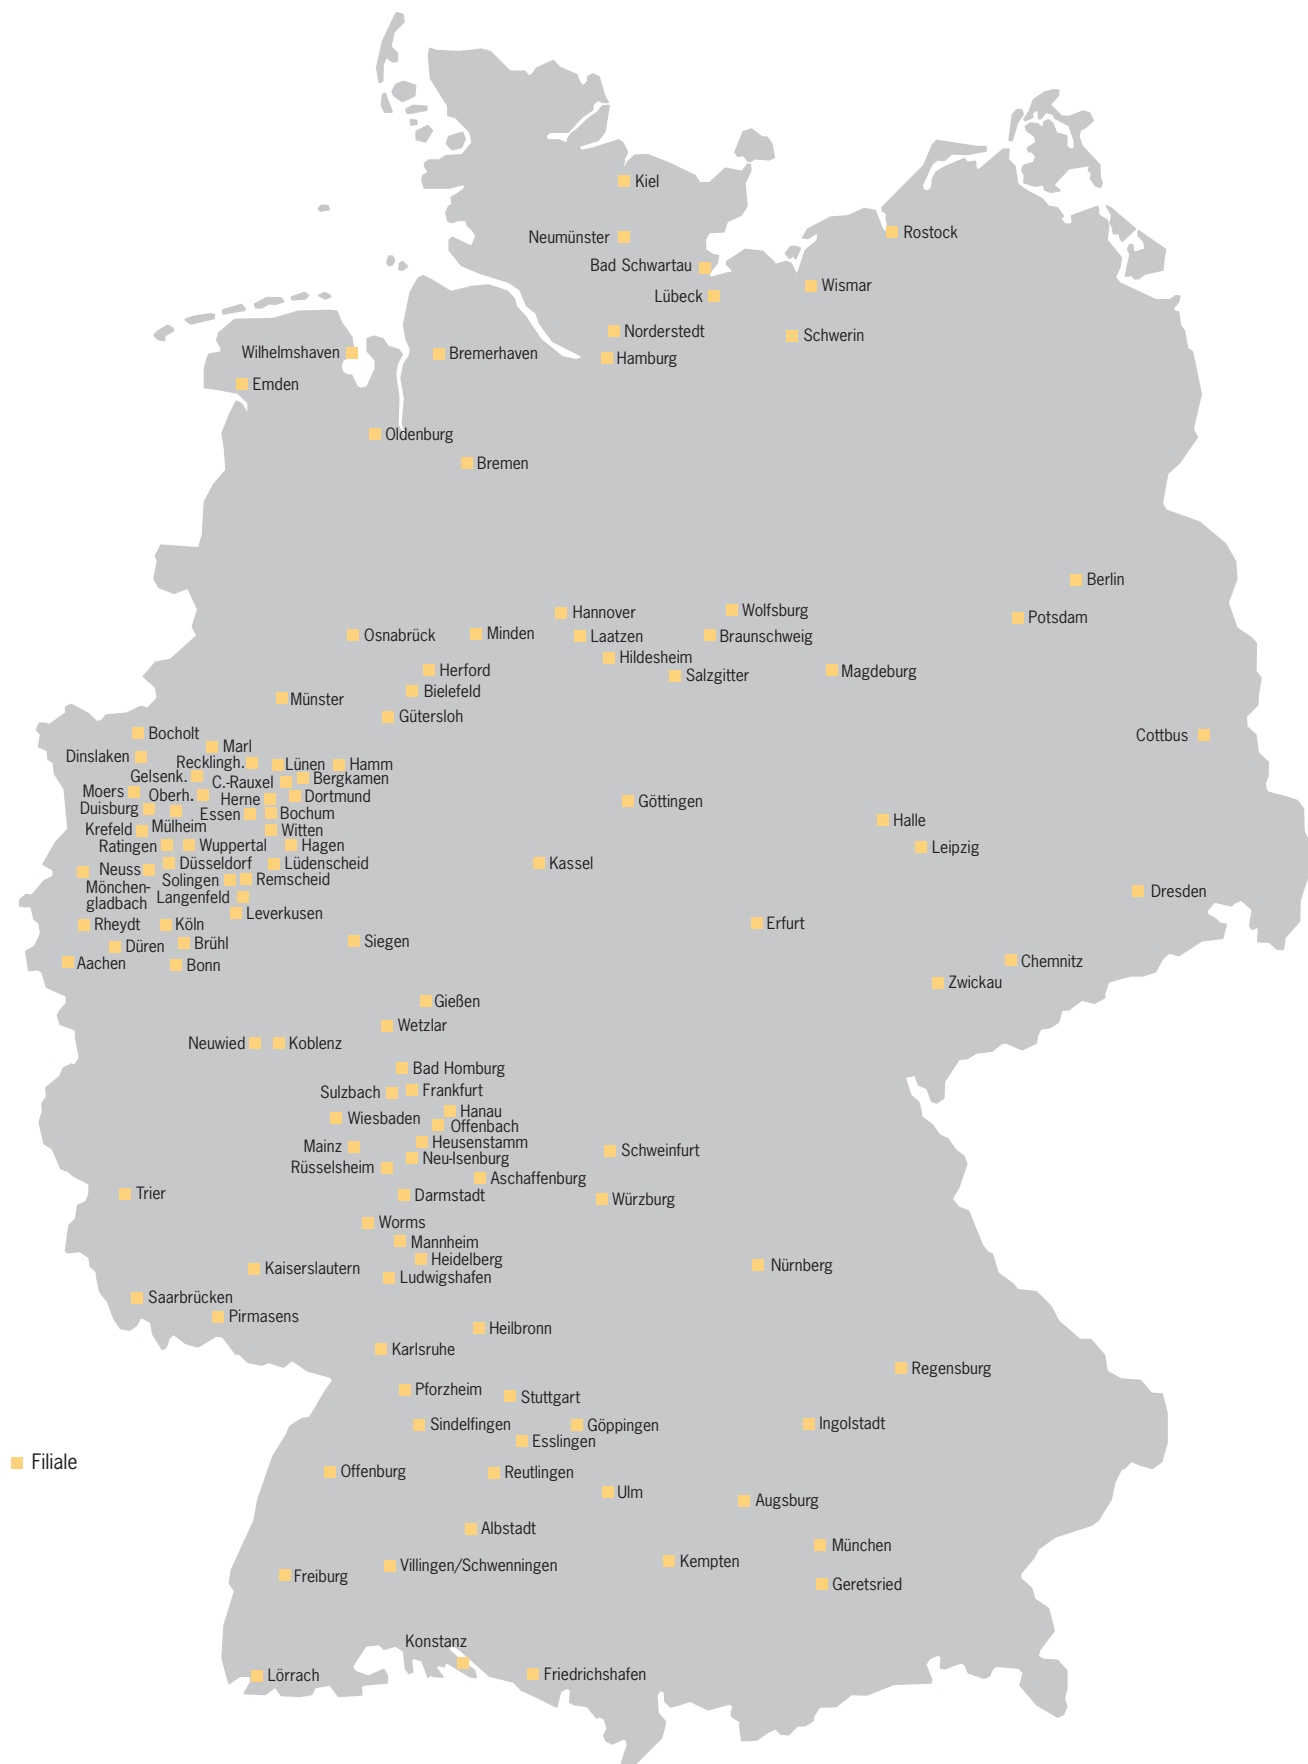 Kiel
Rostock
Neumünster
Bad Schwartau
Wismar
Lübeck
Norderstedt
Schwerin
Wilhelmshaven
Bremerhaven
Hamburg
Emden
Oldenburg
Bremen
Berlin
Hannover
Wolfsburg
Potsdam
Osnabrück
Minden
Laatzen
Braunschweig
Hildesheim
Herford
Salzgitter
Magdeburg
Bielefeld
Münster
Gütersloh
Bocholt
Cottbus
Marl
Dinslaken
Recklingh.
Lünen
Hamm
Gelsenk.
C.-Rauxel
Bergkamen
Moers
Oberh.
Herne
Dortmund
Göttingen
Duisburg
Essen
Bochum
Halle
Krefeld
Mülheim
Witten
Ratingen
Wuppertal
Hagen
Leipzig
Neuss
Düsseldorf
Lüdenscheid
Kassel
Mönchen-
gladbach
Solingen
Remscheid
Dresden
Langenfeld
Leverkusen
Rheydt
Köln
Erfurt
Düren
Brühl
Siegen
Aachen
Bonn
Chemnitz
Zwickau
Gießen
Wetzlar
Neuwied
Koblenz
Bad Homburg
Sulzbach
Frankfurt
Hanau
Wiesbaden
Offenbach
Mainz
Heusenstamm
Schweinfurt
Neu-Isenburg
Rüsselsheim
Aschaffenburg
Trier
Darmstadt
Würzburg
Worms
Mannheim
Heidelberg
Nürnberg
Kaiserslautern
Ludwigshafen
Saarbrücken
Pirmasens
Heilbronn
Karlsruhe
Regensburg
Pforzheim
Stuttgart
Sindelfingen
Göppingen
Ingolstadt
Esslingen
Filiale
Offenburg
Reutlingen
Ulm
Augsburg
Albstadt
München
Villingen/Schwenningen
Kempten
Freiburg
Geretsried
Konstanz
Lörrach
Friedrichshafen